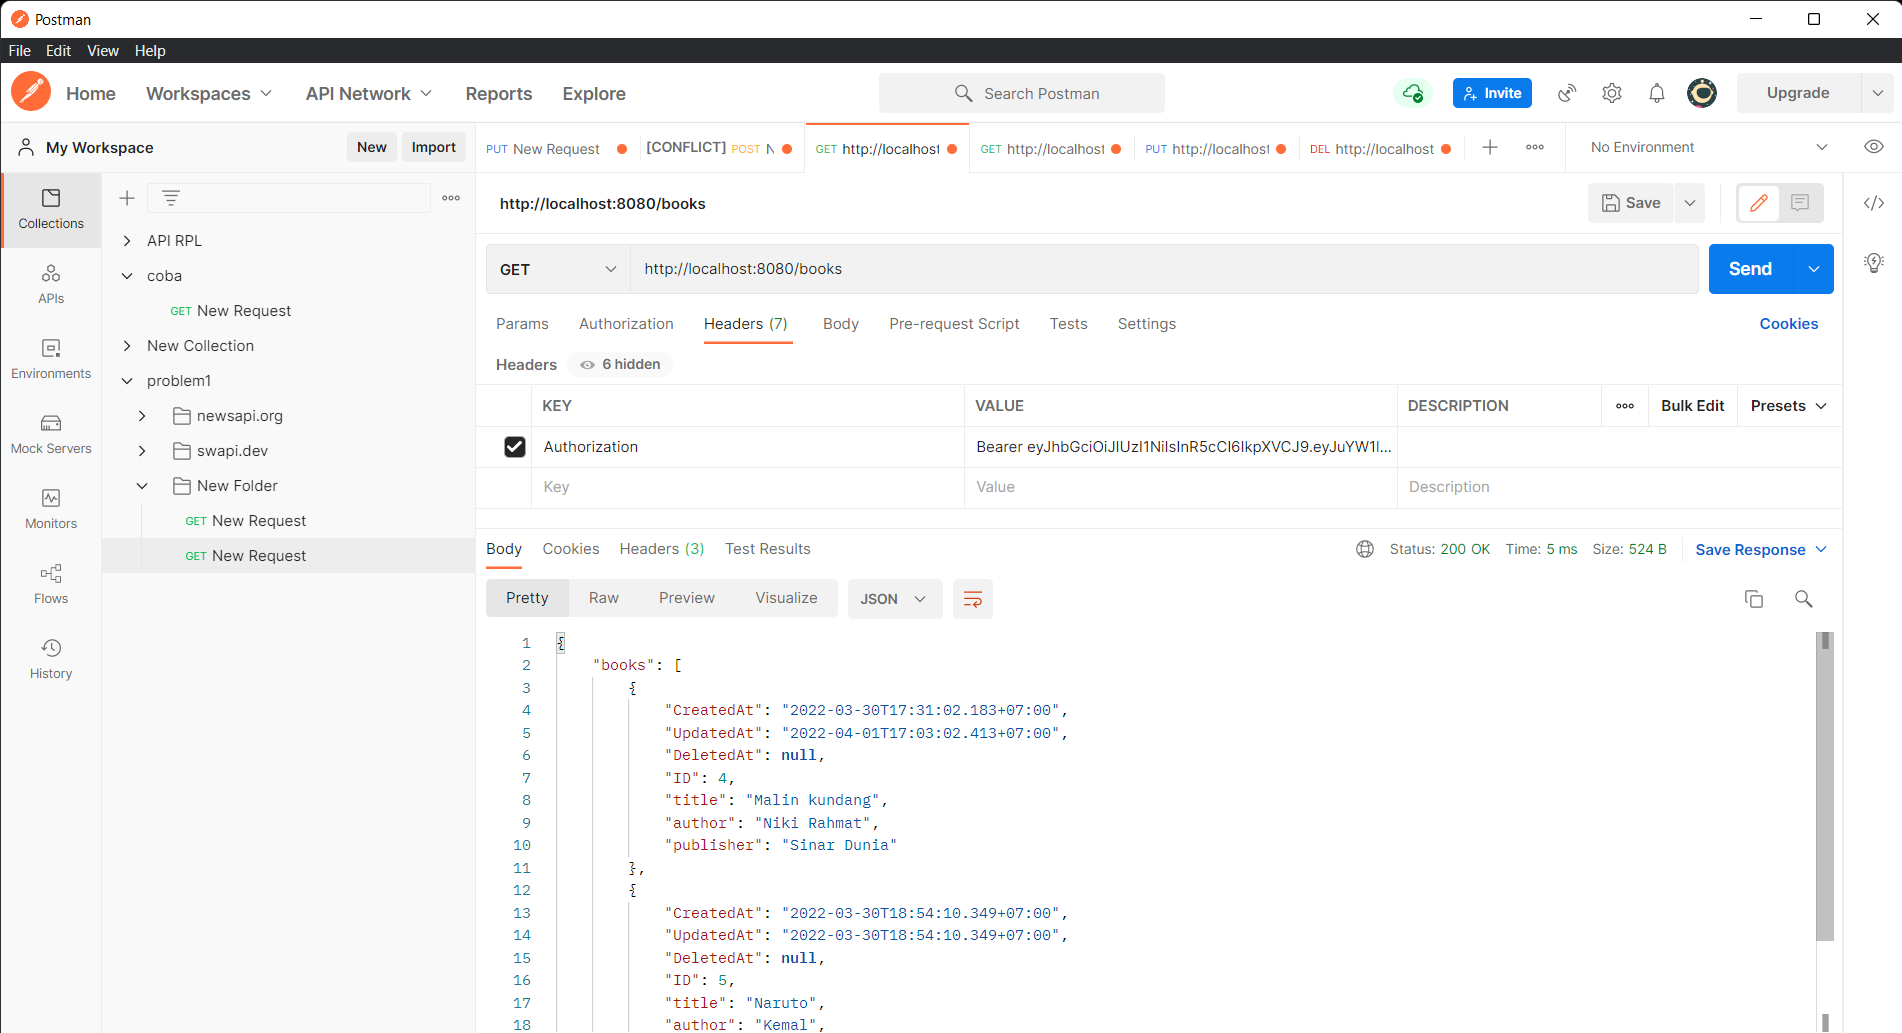 Postman
File Edit View Help
Home Workspaces API Network Reports Explore Search Postman Invite Upgrade
My Workspace New Import
PUT New Request [CONFLICT] POST GET http://localhost GET http://localhost PUT http://localhost DEL http://localhost No Environment
Collections
APIs
Environments
Mock Servers
Monitors
Flows
History
API RPL
coba
GET New Request
New Collection
problem1
newsapi.org
swapi.dev
New Folder
GET New Request
GET New Request
http://localhost:8080/books Save
GET http://localhost:8080/books Send
Params Authorization Headers (7) Body Pre-request Script Tests Settings Cookies
Headers 6 hidden
KEY VALUE DESCRIPTION Bulk Edit Presets
Authorization Bearer
Key Value Description
Body Cookies Headers (3) Test Results Status: 200 OK Time: 5 ms Size: 524 B Save Response
Pretty Raw Preview Visualize JSON
1 {
2 "books": [
3 {
4 "CreatedAt": "2022-03-30T17:31:02.183+07:00",
5 "UpdatedAt": "2022-04-01T17:03:02.413+07:00",
6 "DeletedAt": null,
7 "ID": 4,
8 "title": "Malin kundang",
9 "author": "Niki Rahmat",
10 "publisher": "Sinar Dunia"
11 },
12 {
13 "CreatedAt": "2022-03-30T18:54:10.349+07:00",
14 "UpdatedAt": "2022-03-30T18:54:10.349+07:00",
15 "DeletedAt": null,
16 "ID": 5,
17 "title": "Naruto",
18 "author": "Kemal",